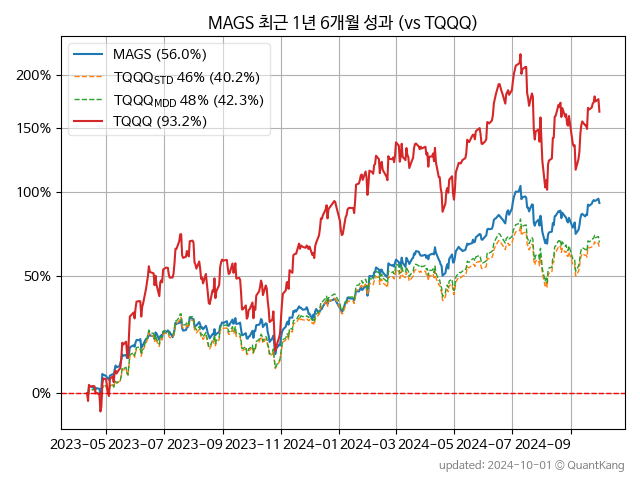 MAGS 최근 1년 6개월 성과 (vs TQQQ)
MAGS (56.0%)
TQQQSTD 46% (40.2%)
TQQQMDD 48% (42.3%)
TQQQ (93.2%)
200%
150%
100%
50%
0%
2023-05 2023-07 2023-09 2023-11 2024-01 2024-03 2024-05 2024-07 2024-09
updated: 2024-10-01 © QuantKang